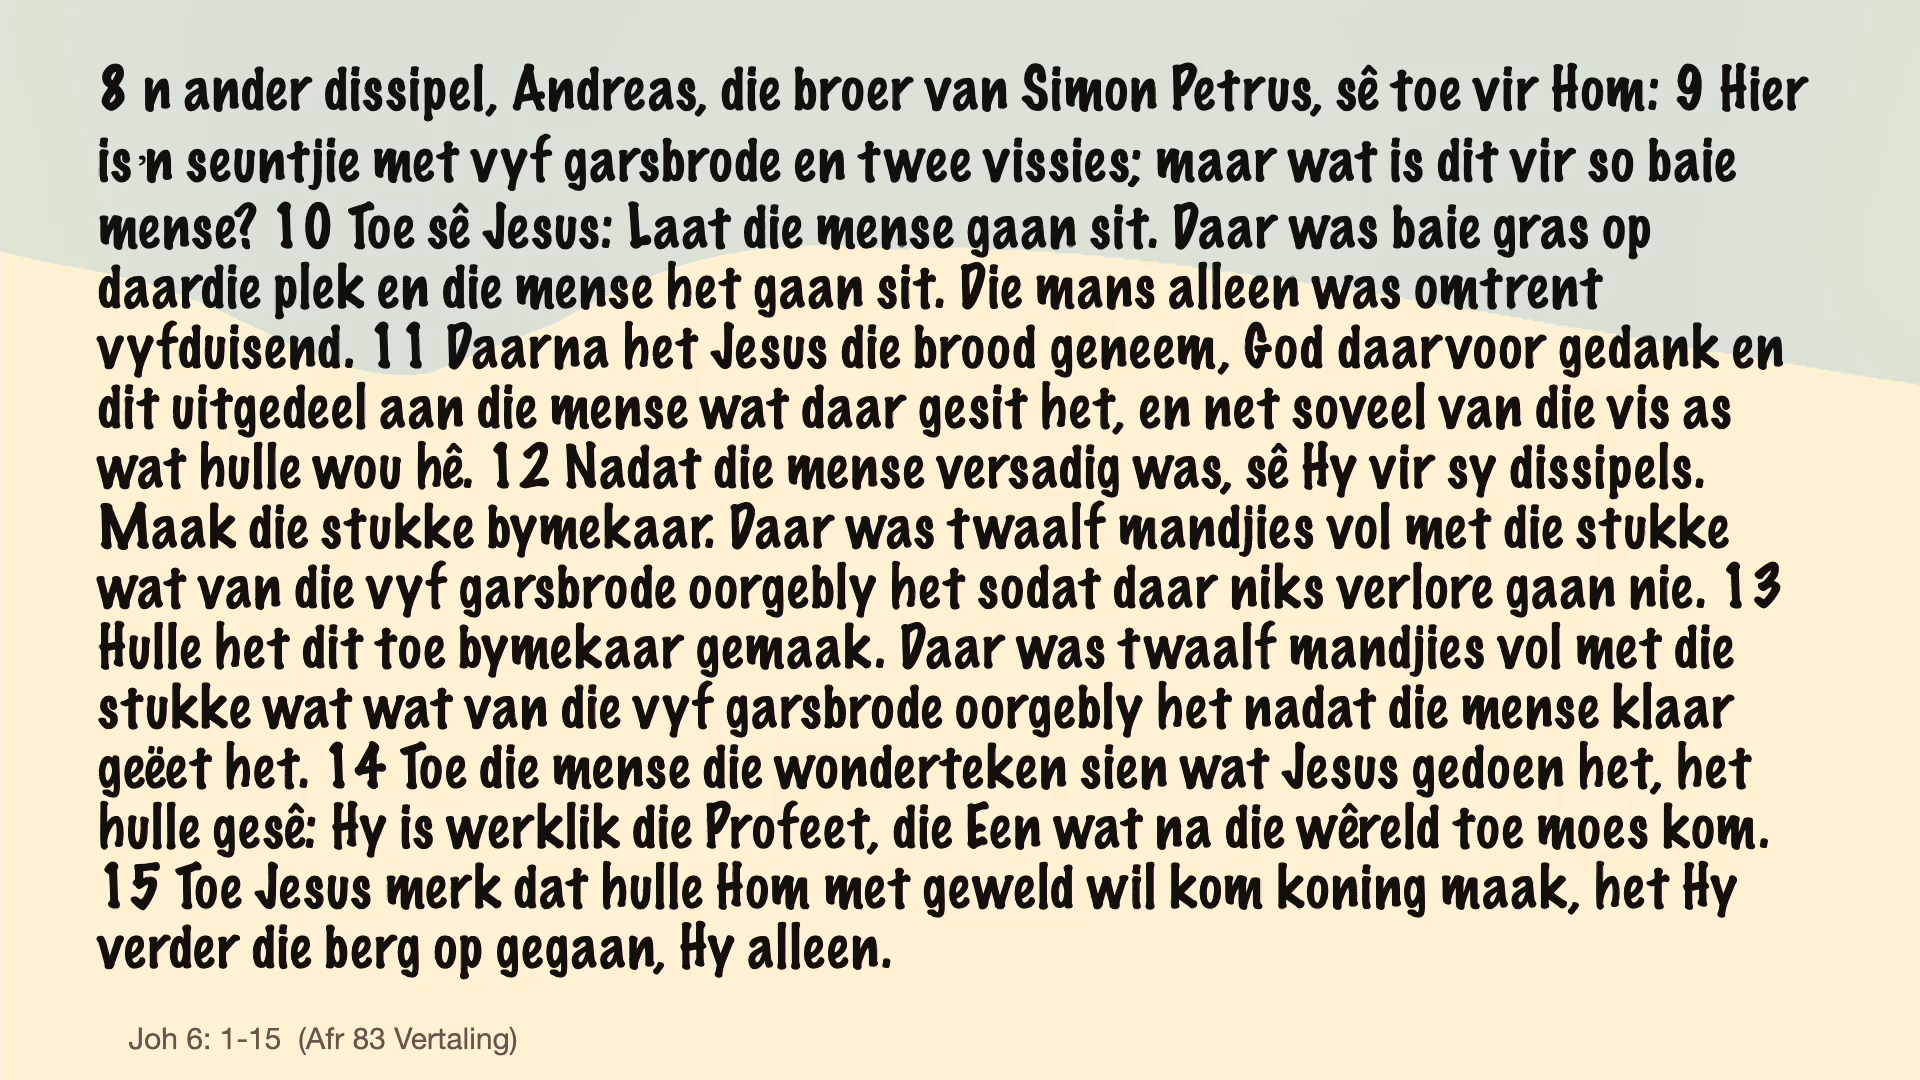 8 n ander dissipel, Andreas, die broer van Simon Petrus, sê toe vir Hom: 9 Hier
is ’n seuntjie met vyf garsbrode en twee vissies; maar wat is dit vir so baie
mense? 10 Toe sê Jesus: Laat die mense gaan sit. Daar was baie gras op
daardie plek en die mense het gaan sit. Die mans alleen was omtrent
vyfduisend. 11 Daarna het Jesus die brood geneem, God daarvoor gedank en
dit uitgedeel aan die mense wat daar gesit het, en net soveel van die vis as
wat hulle wou hê. 12 Nadat die mense versadig was, sê Hy vir sy dissipels.
Maak die stukke bymekaar. Daar was twaalf mandjies vol met die stukke
wat van die vyf garsbrode oorgebly het sodat daar niks verlore gaan nie. 13
Hulle het dit toe bymekaar gemaak. Daar was twaalf mandjies vol met die
stukke wat wat van die vyf garsbrode oorgebly het nadat die mense klaar
geëet het. 14 Toe die mense die wonderteken sien wat Jesus gedoen het, het
hulle gesê: Hy is werklik die Profeet, die Een wat na die wêreld toe moes kom.
15 Toe Jesus merk dat hulle Hom met geweld wil kom koning maak, het Hy
verder die berg op gegaan, Hy alleen.
Joh 6: 1-15 (Afr 83 Vertaling)